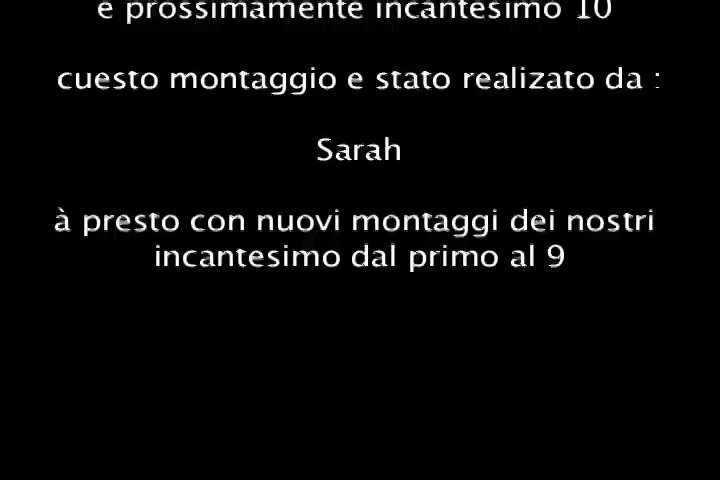 e prossimamente incantesimo 10
cuesto montaggio e stato realizato da :
Sarah
à presto con nuovi montaggi dei nostri
incantesimo dal primo al 9